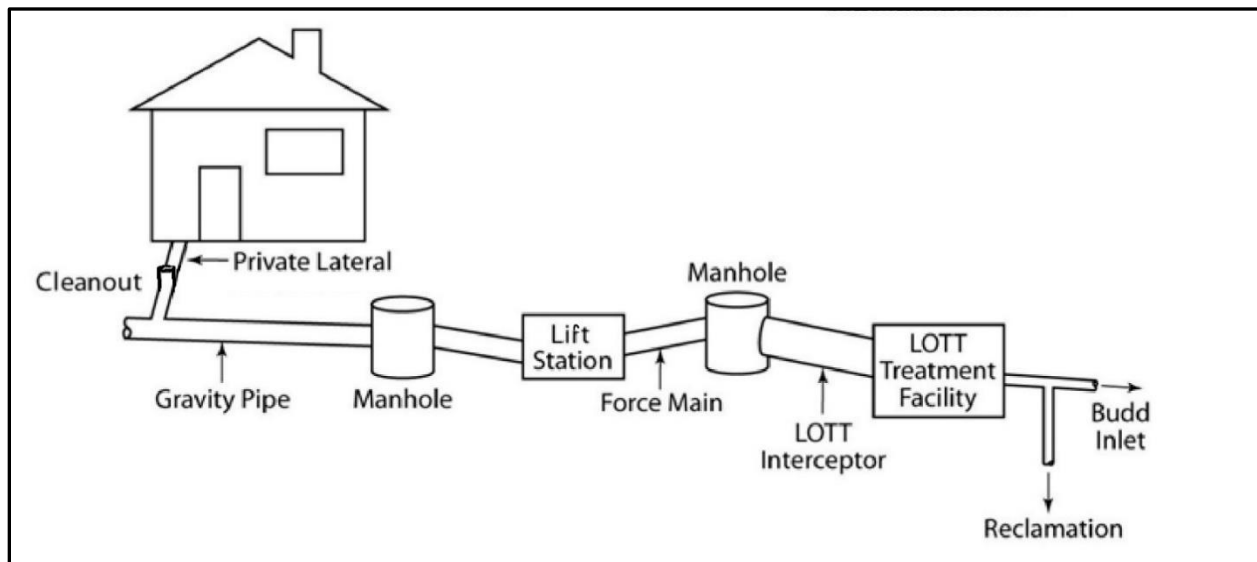 Private Lateral
Cleanout
Manhole
Lift
Station
LOTT
Treatment
Facility
Gravity Pipe
Manhole
Force Main
LOTT
Interceptor
Budd
Inlet
Reclamation